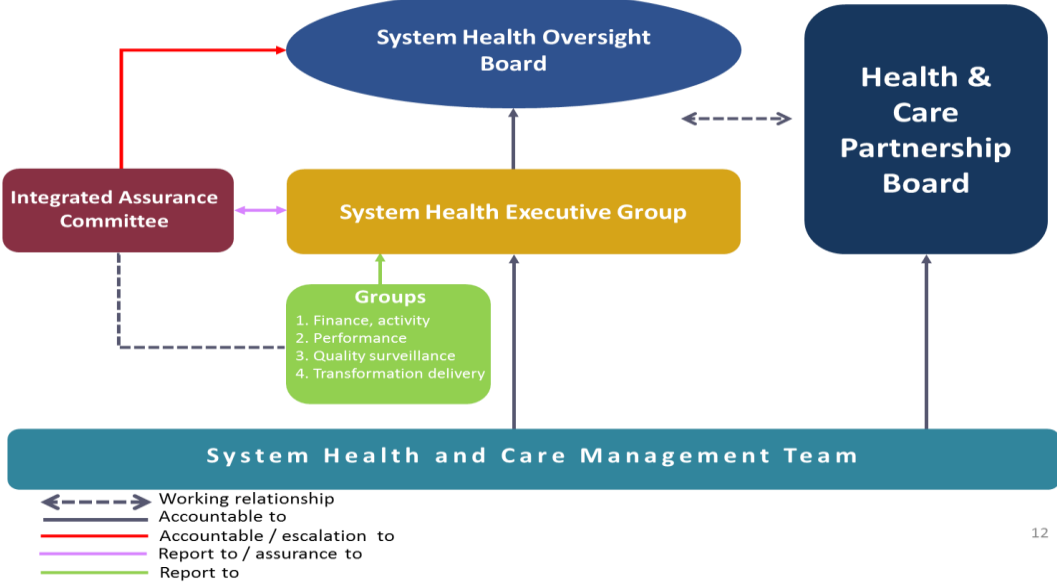 System Health Oversight
Board
Health &
Care
Partnership
Board
Integrated Assurance
Committee
System Health Executive Group
Groups
1. Finance, activity
2. Performance
3. Quality surveillance
4. Transformation delivery
System Health and Care Management Team
Working relationship
Accountable to
Accountable / escalation to
Report to / assurance to
Report to
12